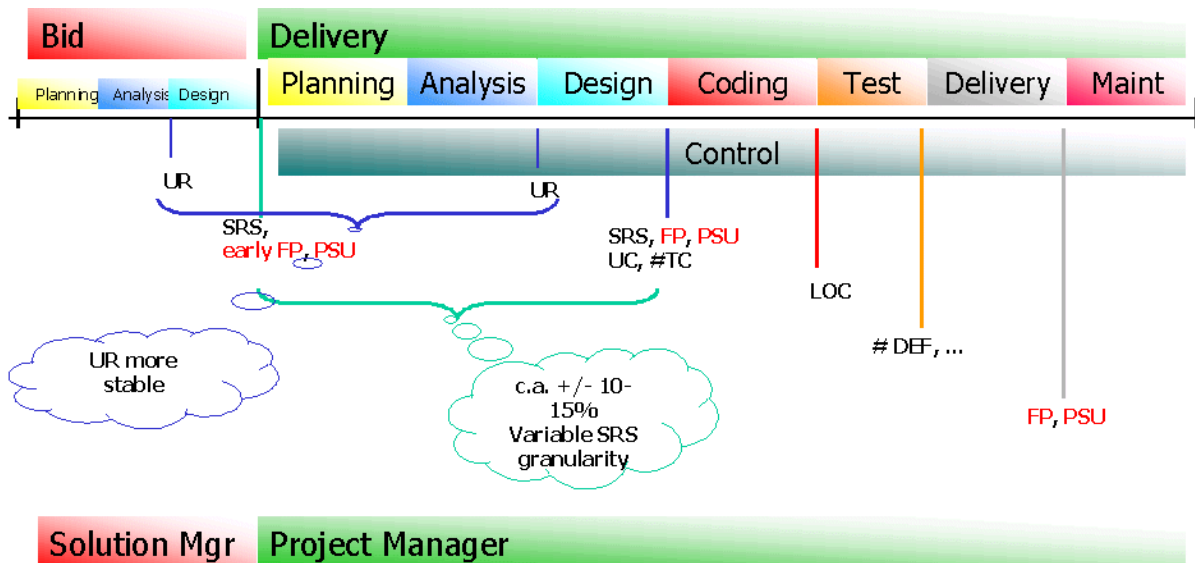 Bid
Delivery
Planning
Analysis
Design
Planning
Analysis
Design
Coding
Test
Delivery
Maint
Control
UR
UR
SRS,
early FP, PSU
SRS, FP, PSU
UC, #TC
LOC
# DEF, ...
FP, PSU
UR more
stable
c.a. +/- 10-
15%
Variable SRS
granularity
Solution Mgr
Project Manager